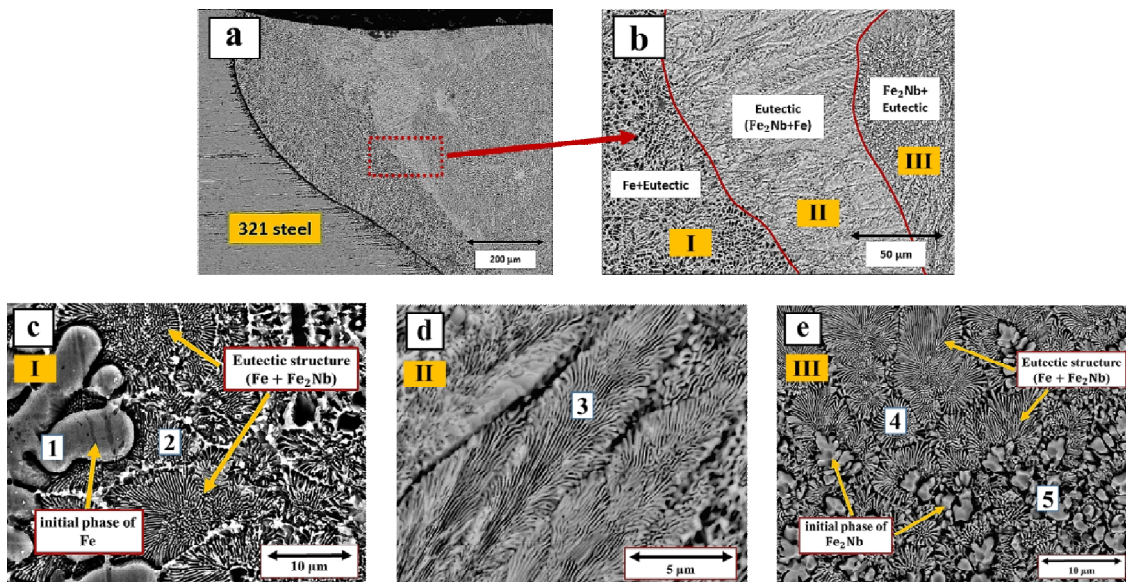 a
321 steel
200 μm
b
Fe₂Nb+
Eutectic
Eutectic
(Fe₂Nb+Fe)
III
Fe+Eutectic
II
I
50 μm
c
I
Eutectic structure
(Fe + Fe₂Nb)
1
2
initial phase of
Fe
10 μm
d
II
3
5 μm
e
III
Eutectic structure
(Fe + Fe₂Nb)
4
5
initial phase of
Fe₂Nb
10 μm